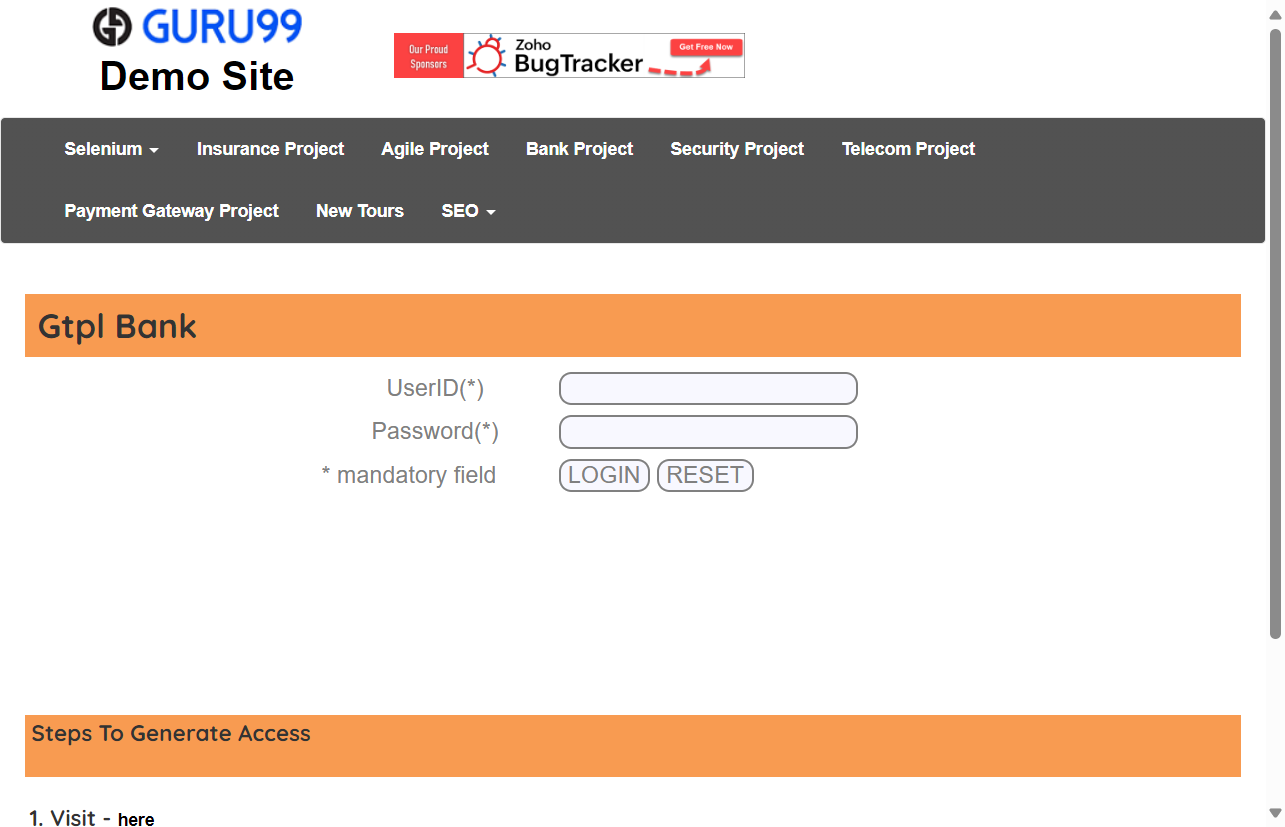 GURU99
Demo Site
Our Proud
Sponsors
Zoho
BugTracker
Get Free Now
Selenium
Insurance Project
Agile Project
Bank Project
Security Project
Telecom Project
Payment Gateway Project
New Tours
SEO
Gtpl Bank
UserID(*)
Password(*)
* mandatory field
LOGIN
RESET
Steps To Generate Access
1. Visit - here